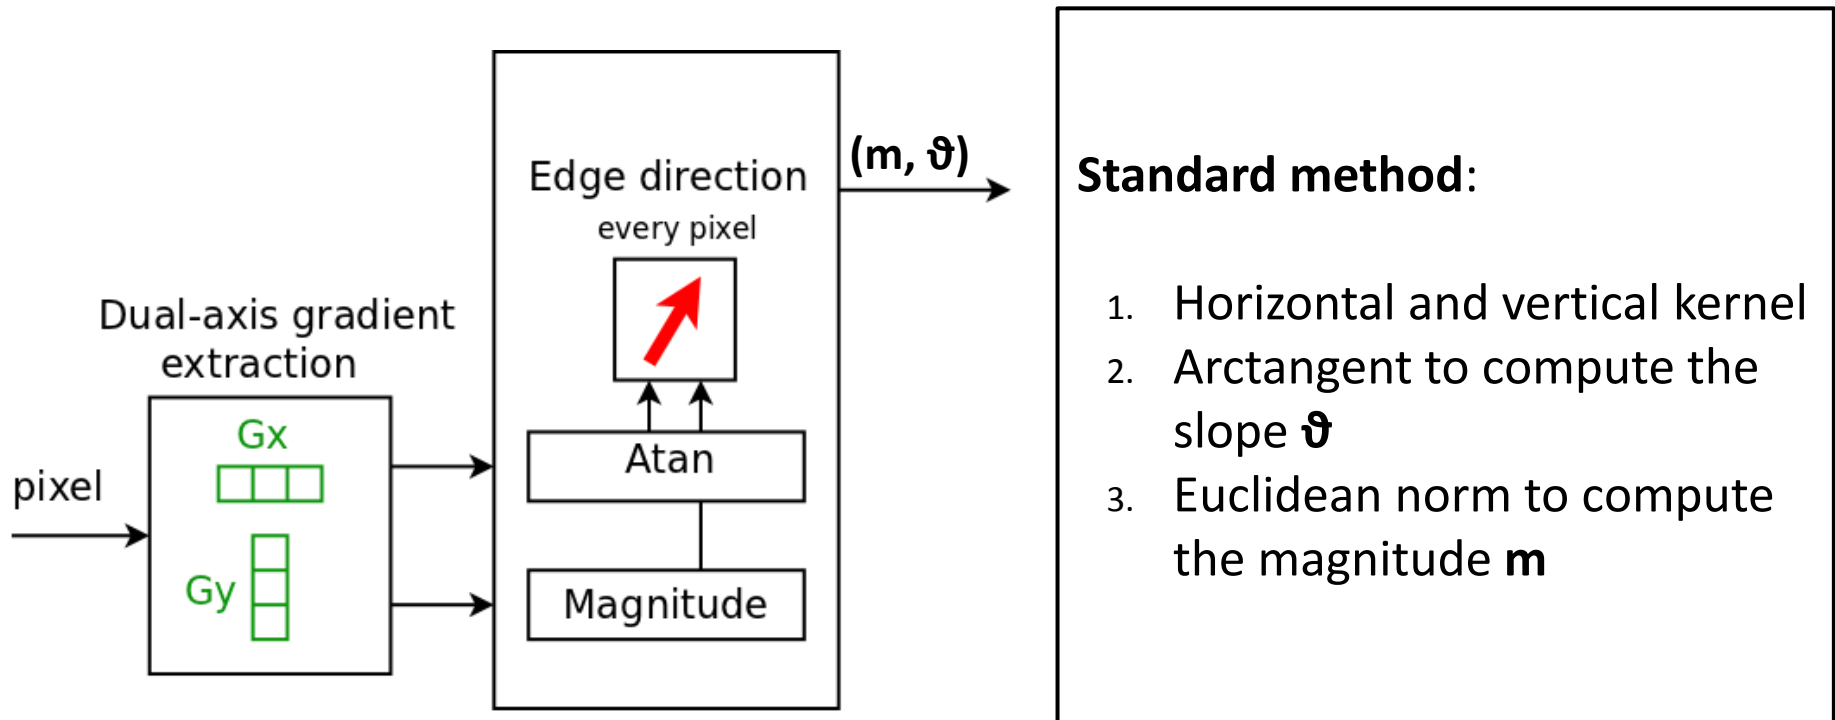 Dual-axis gradient
extraction
pixel
Gx
Gy
Edge direction
every pixel
Atan
Magnitude
(m, ϑ)
Standard method:
1. Horizontal and vertical kernel
2. Arctangent to compute the
slope ϑ
3. Euclidean norm to compute
the magnitude m